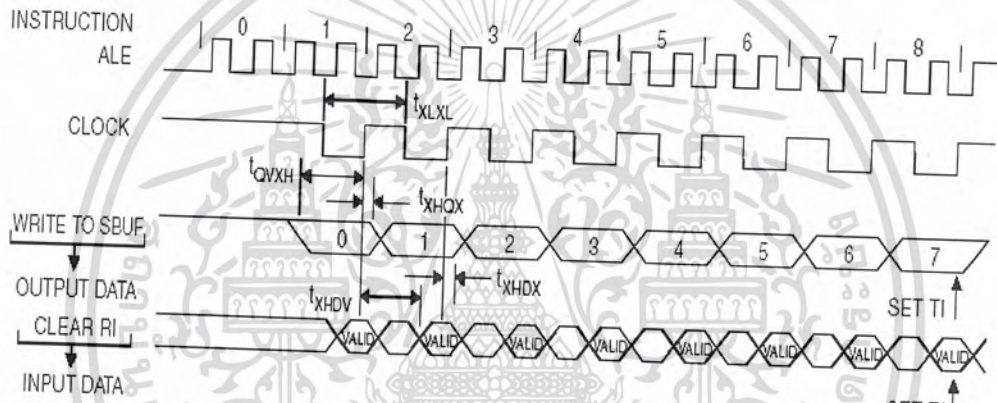 INSTRUCTION
0 1 2 3 4 5 6 7 8
ALE
tXLXL
CLOCK
tQVXH
tXHQX
WRITE TO SBUF
0 1 2 3 4 5 6 7
OUTPUT DATA
tXHDV
tXHDX
SET TI
CLEAR RI
VALID VALID VALID VALID VALID VALID VALID VALID
INPUT DATA